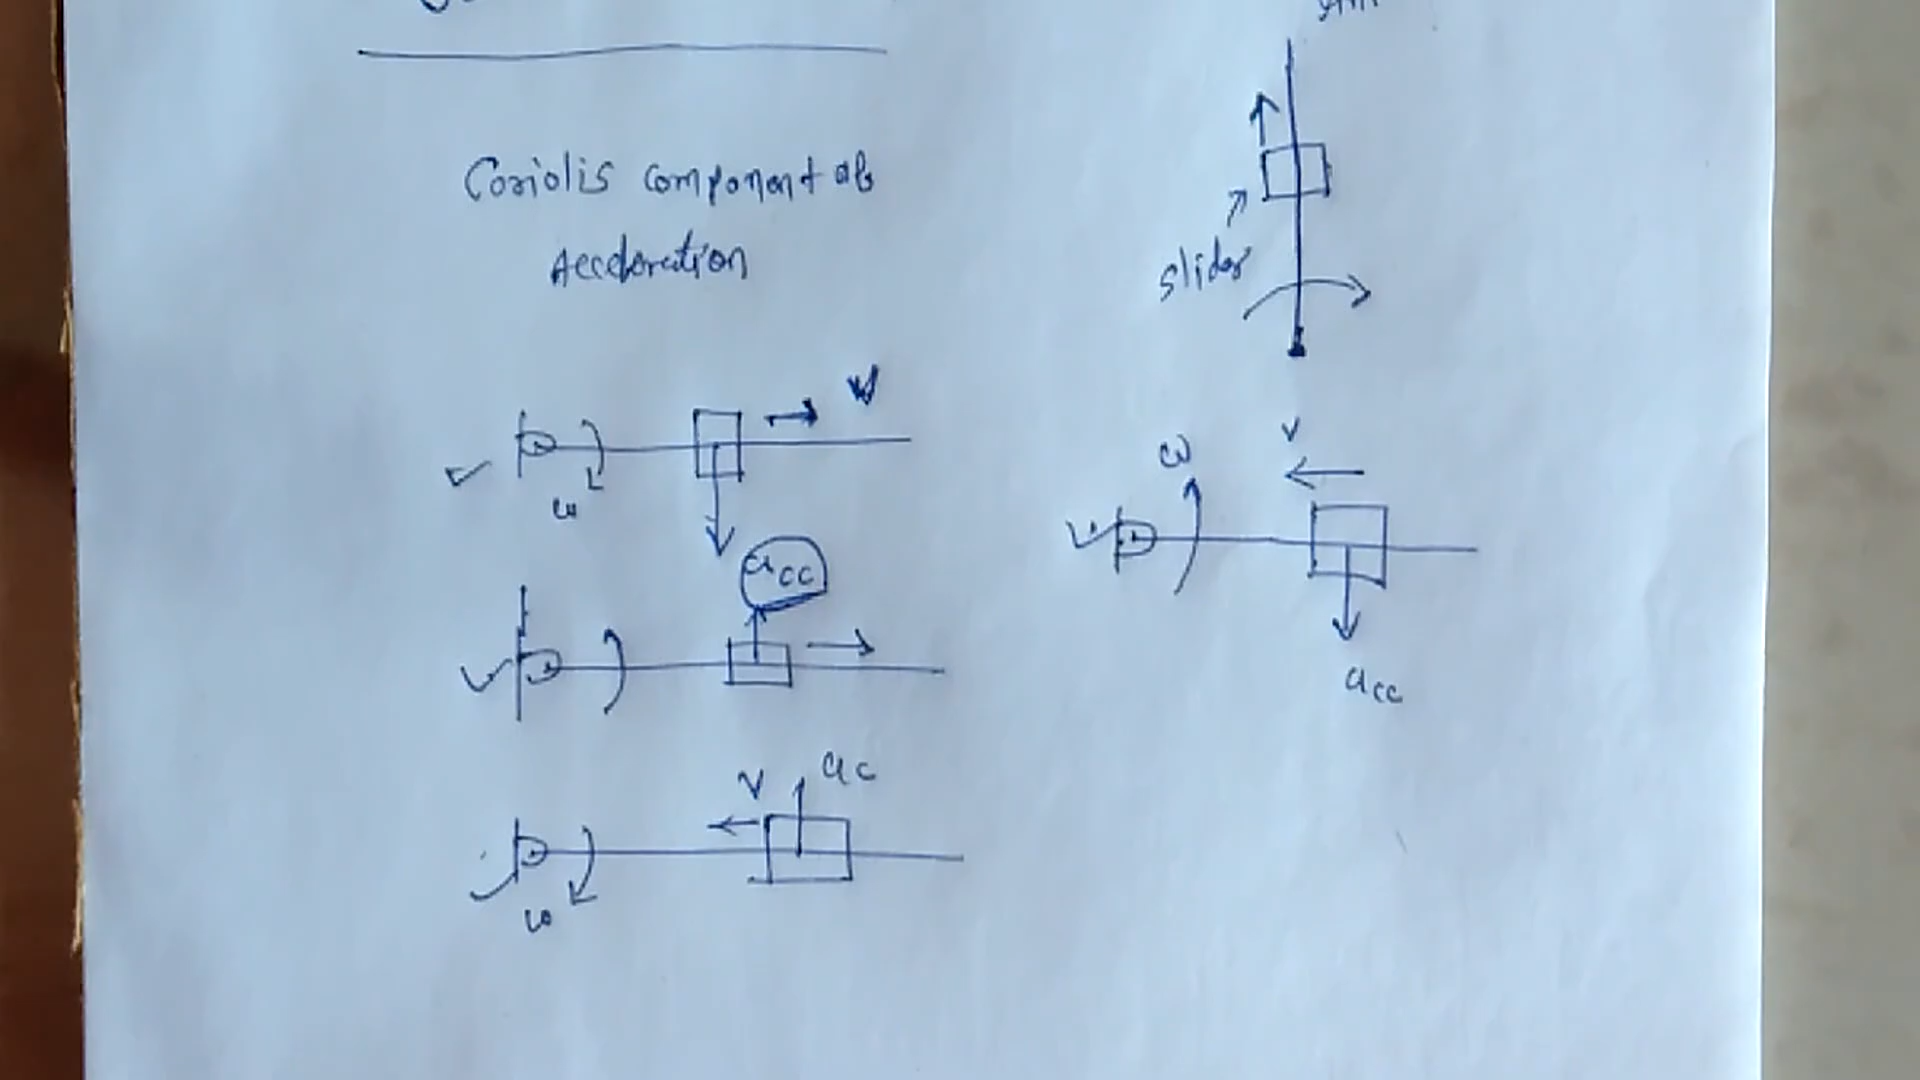 Coriolis component of
Acceleration
slider
V
ω
acc
V ac
ω
ω
V
acc